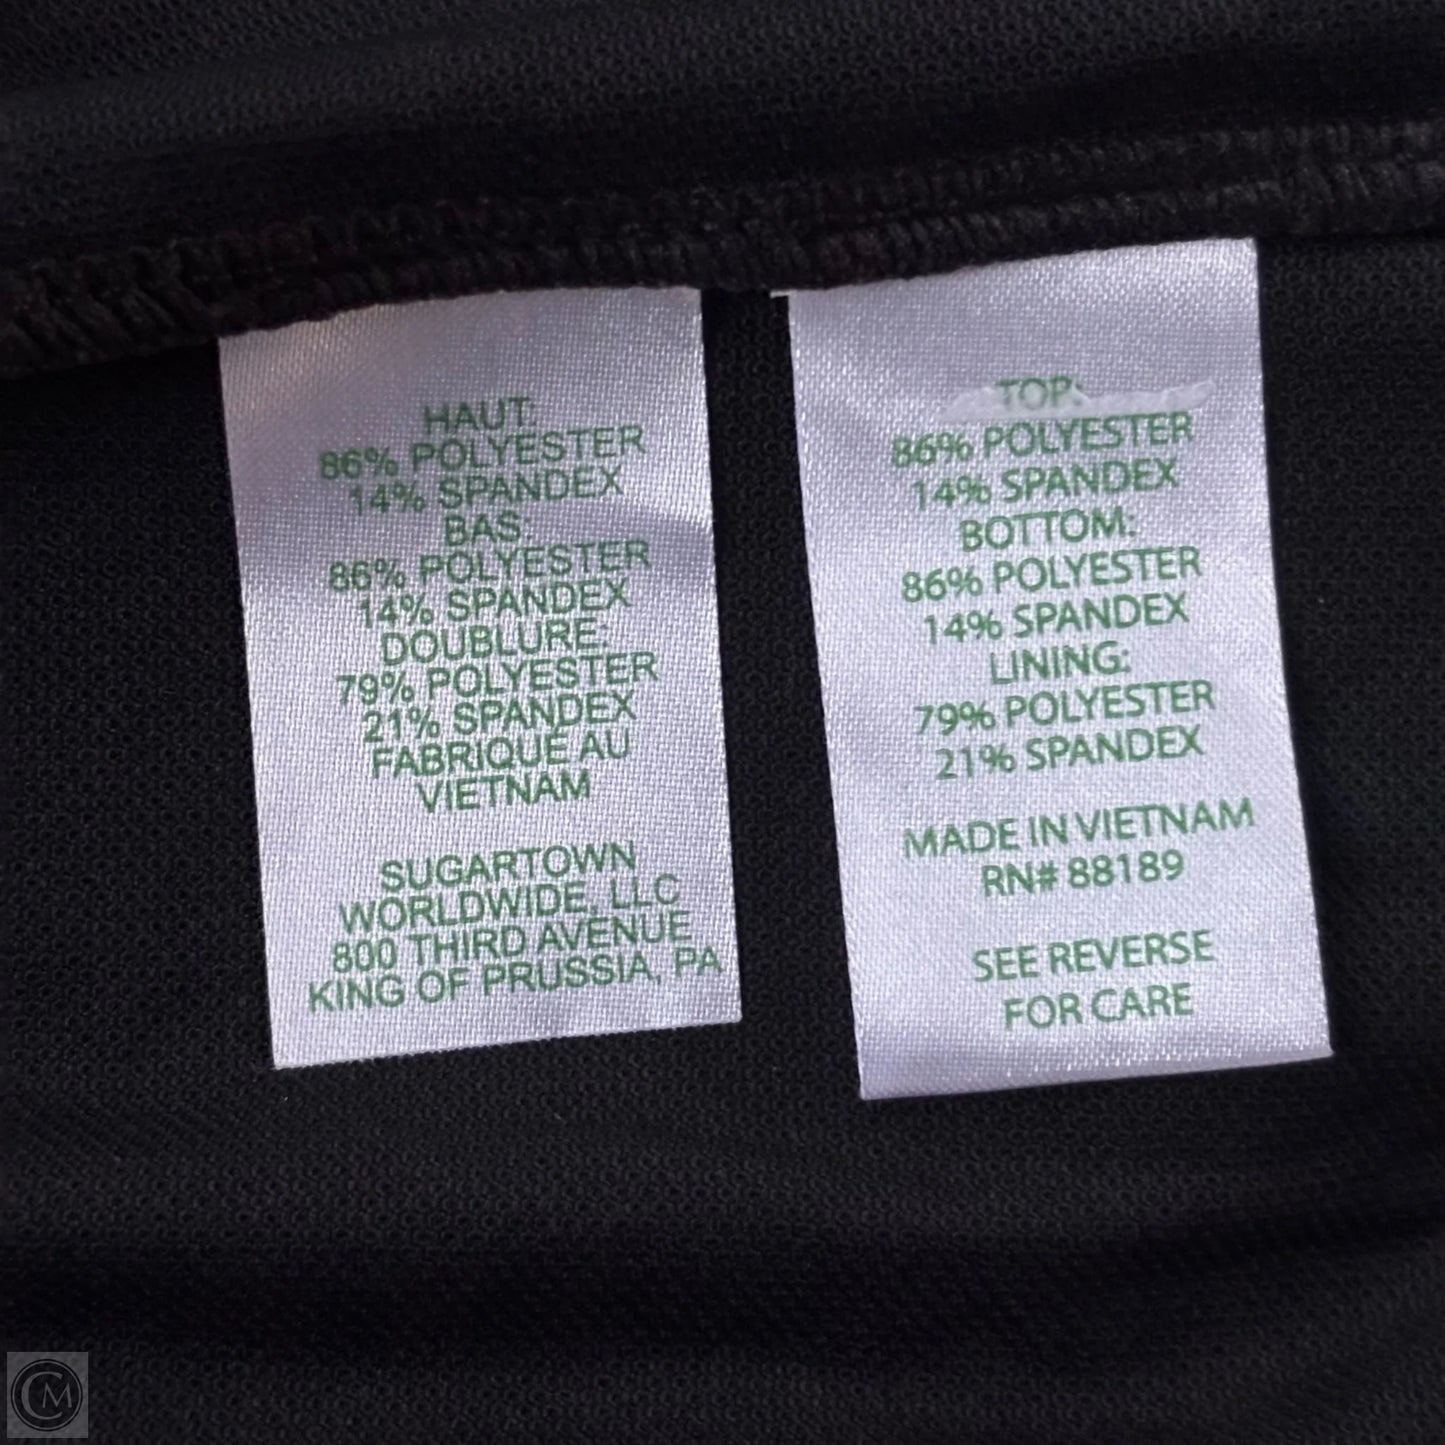 HAUT:
86% POLYESTER
14% SPANDEX
BAS:
86% POLYESTER
14% SPANDEX
DOUBLURE:
79% POLYESTER
21% SPANDEX
FABRIQUÉ AU
VIETNAM
SUGARTOWN
WORLDWIDE, LLC
800 THIRD AVENUE
KING OF PRUSSIA, PA
TOP:
86% POLYESTER
14% SPANDEX
BOTTOM:
86% POLYESTER
14% SPANDEX
LINING:
79% POLYESTER
21% SPANDEX
MADE IN VIETNAM
RN# 88189
SEE REVERSE
FOR CARE
CM